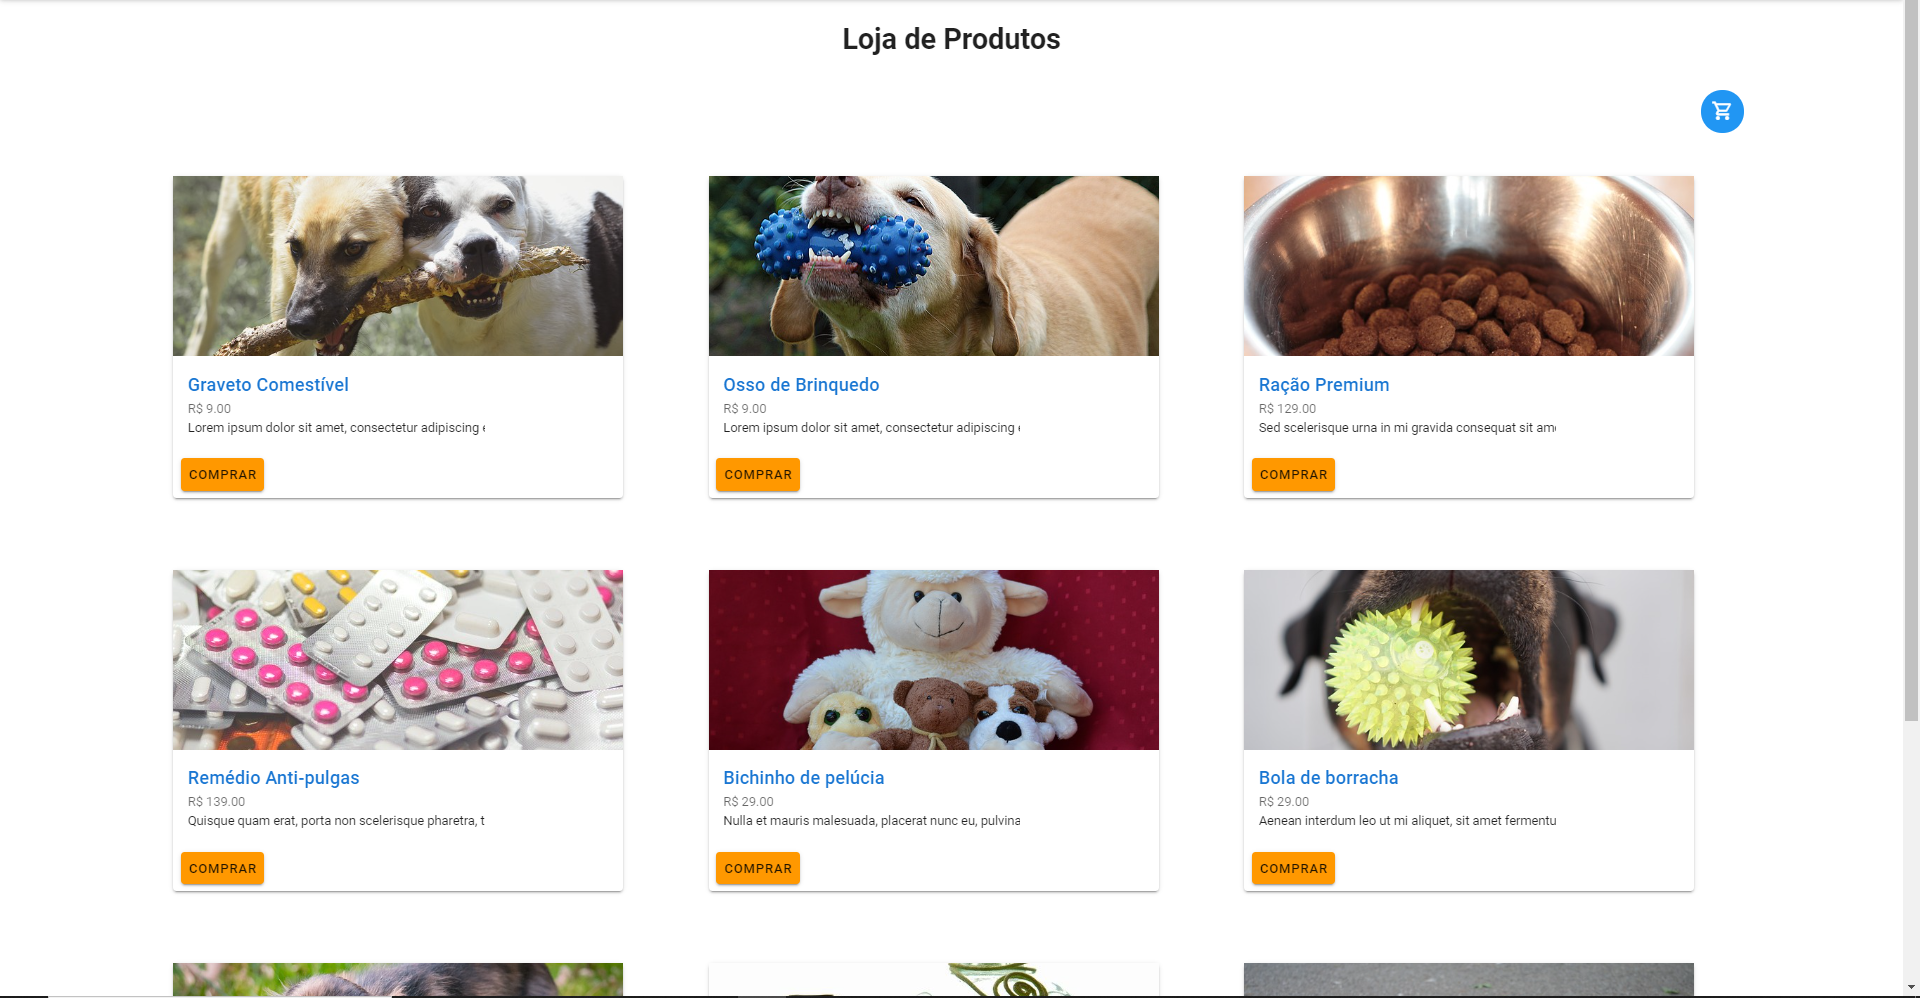 Loja de Produtos
Graveto Comestível
R$ 9.00
Lorem ipsum dolor sit amet, consectetur adipiscing
COMPRAR
Osso de Brinquedo
R$ 9.00
Lorem ipsum dolor sit amet, consectetur adipiscing
COMPRAR
Ração Premium
R$ 129.00
Sed scelerisque urna in mi gravida consequat sit am
COMPRAR
Remédio Anti-pulgas
R$ 139.00
Quisque quam erat, porta non scelerisque pharetra, t
COMPRAR
Bichinho de pelúcia
R$ 29.00
Nulla et mauris malesuada, placerat nunc eu, pulvina
COMPRAR
Bola de borracha
R$ 29.00
Aenean interdum leo ut mi aliquet, sit amet fermentu
COMPRAR